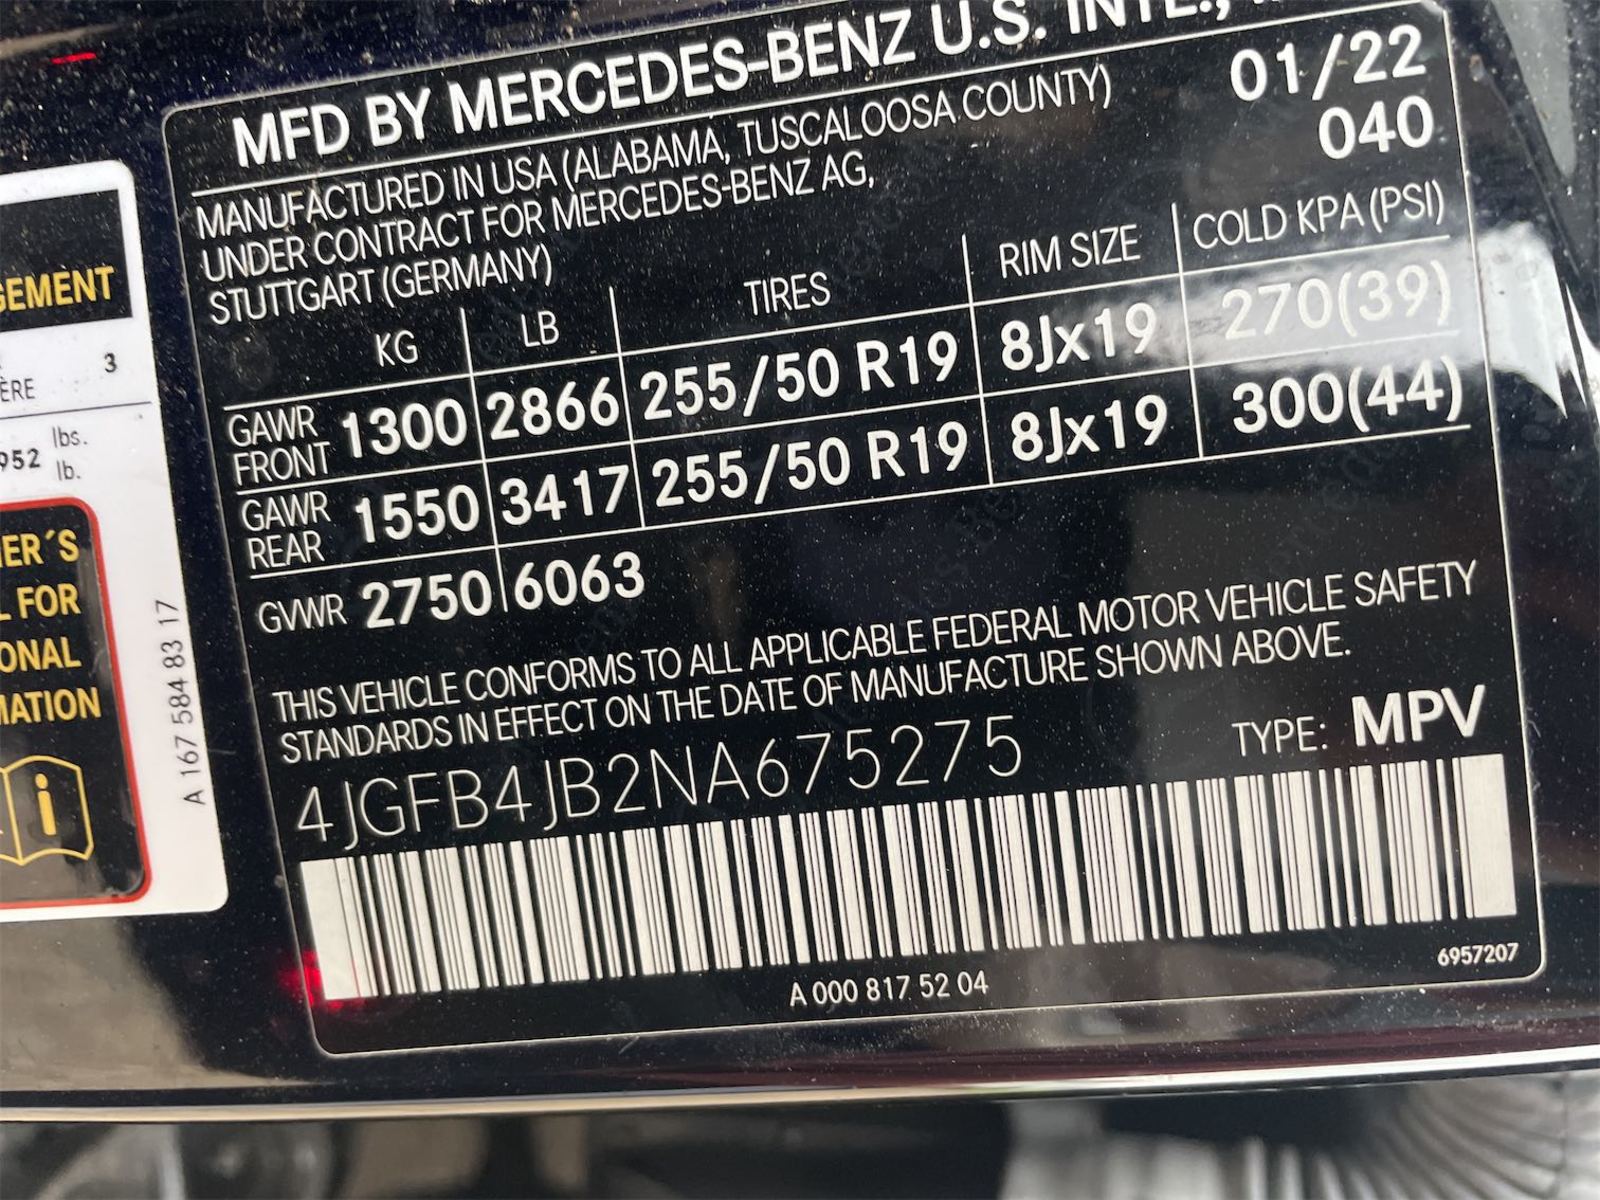 MFD BY MERCEDES-BENZ U.S. INTL.,
MANUFACTURED IN USA (ALABAMA, TUSCALOOSA COUNTY)
UNDER CONTRACT FOR MERCEDES-BENZ AG,
STUTTGART (GERMANY)
01/22
040
KG LB TIRES RIM SIZE COLD KPA (PSI)
GAWR FRONT 1300 2866 255/50 R19 8Jx19 270(39)
GAWR REAR 1550 3417 255/50 R19 8Jx19 300(44)
GVWR 2750 6063
THIS VEHICLE CONFORMS TO ALL APPLICABLE FEDERAL MOTOR VEHICLE SAFETY
STANDARDS IN EFFECT ON THE DATE OF MANUFACTURE SHOWN ABOVE.
4JGFB4JB2NA675275
TYPE: MPV
A 000 817 52 04
6957207
GEMENT
ERE 3
952 lbs.
lb.
ER´S
L FOR
ONAL
MATION
i
A 167 584 83 17